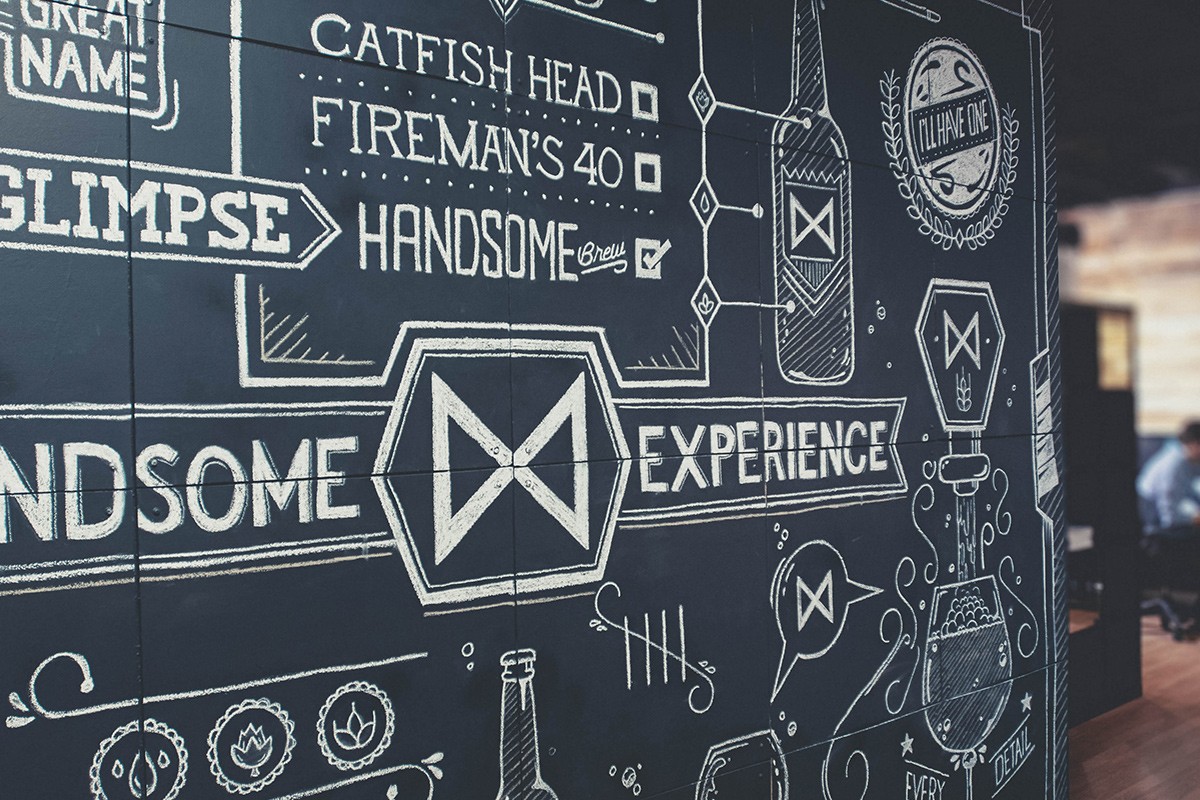 GREAT
NAME
CATFISH HEAD
FIREMAN'S 40
GLIMPSE
HANDSOME Brew
I'LL HAVE ONE
NDSOME EXPERIENCE
EVERY
DETAIL